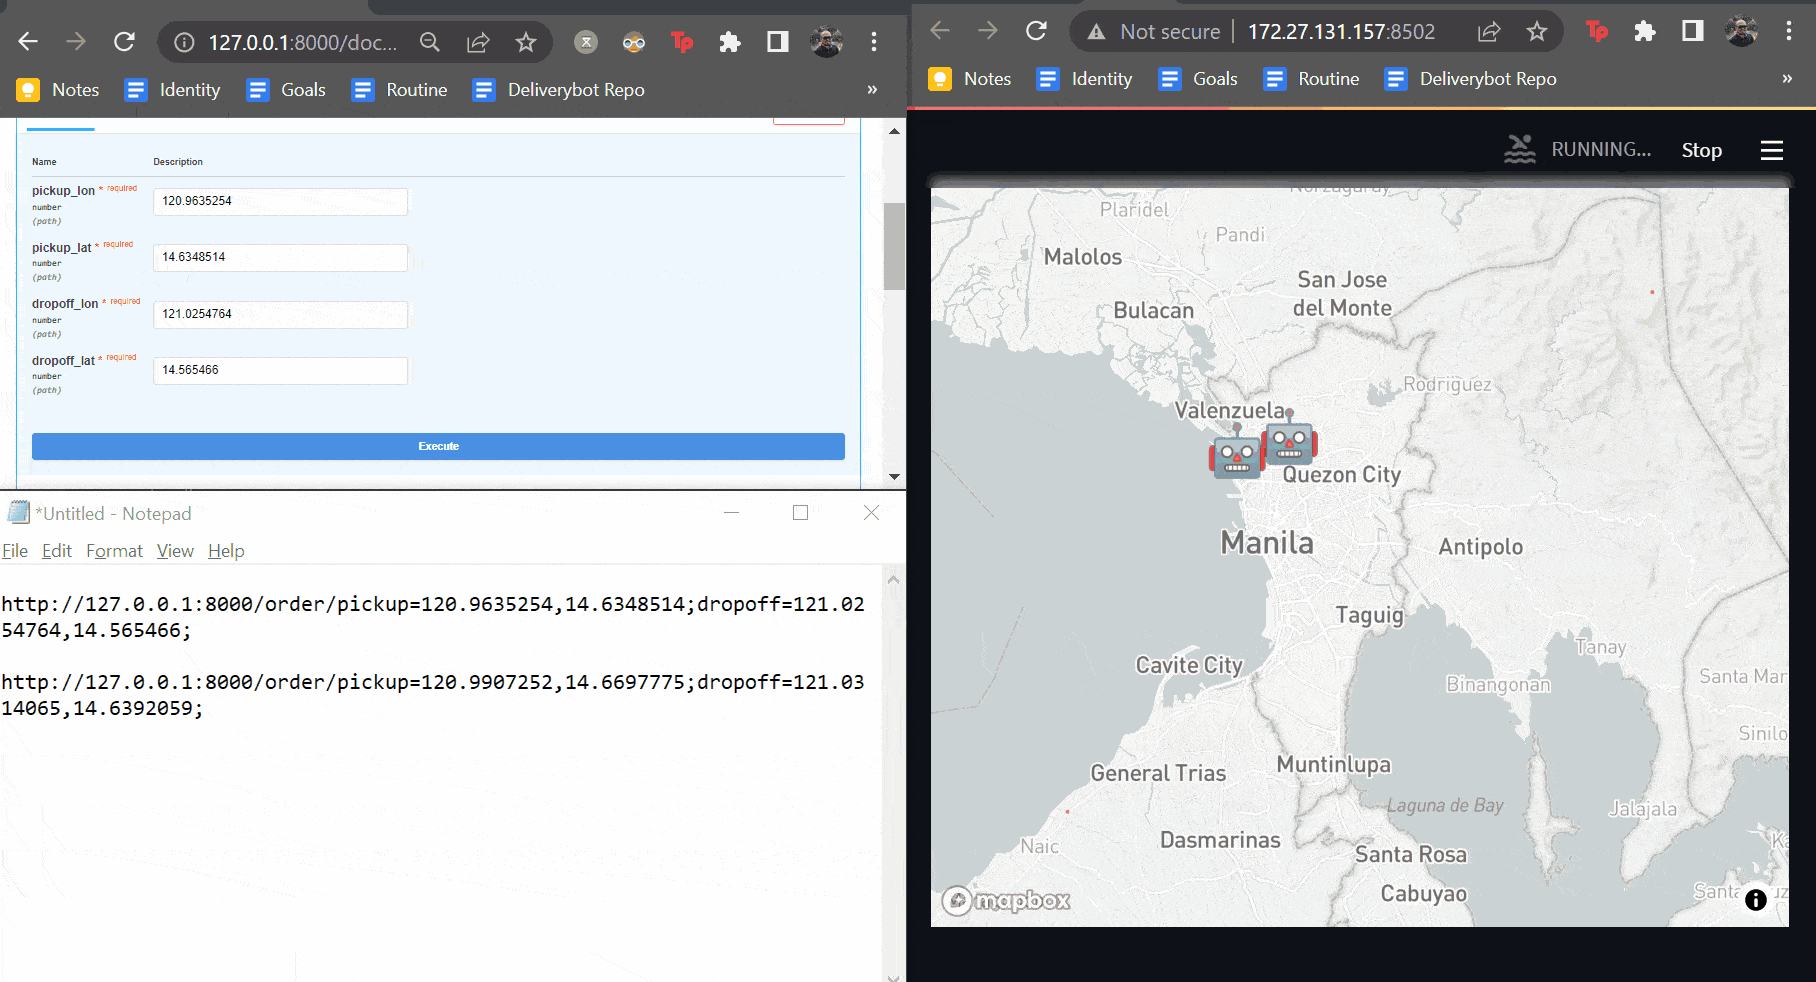 127.0.0.1:8000/doc...
Notes
Identity
Goals
Routine
Deliverybot Repo
»
Name
Description
pickup_lon * required
number
(path)
120.9635254
pickup_lat * required
number
(path)
14.6348514
dropoff_lon * required
number
(path)
121.0254764
dropoff_lat * required
number
(path)
14.565466
Execute
*Untitled - Notepad
File Edit Format View Help
http://127.0.0.1:8000/order/pickup=120.9635254,14.6348514;dropoff=121.02
54764,14.565466;
http://127.0.0.1:8000/order/pickup=120.9907252,14.6697775;dropoff=121.03
14065,14.6392059;
Not secure
172.27.131.157:8502
Tp
Tp
Notes
Identity
Goals
Routine
Deliverybot Repo
»
RUNNING...
Stop
Norzagaray
Plaridel
Pandi
Malolos
San Jose
del Monte
Bulacan
Rodriguez
Valenzuela
Quezon City
Manila
Antipolo
Taguig
Tanay
Cavite City
Binangonan
Santa Mar
Sinilo
Muntinlupa
General Trias
Laguna de Bay
Jalajala
Dasmarinas
Naic
Santa Rosa
Cabuyao
mapbox